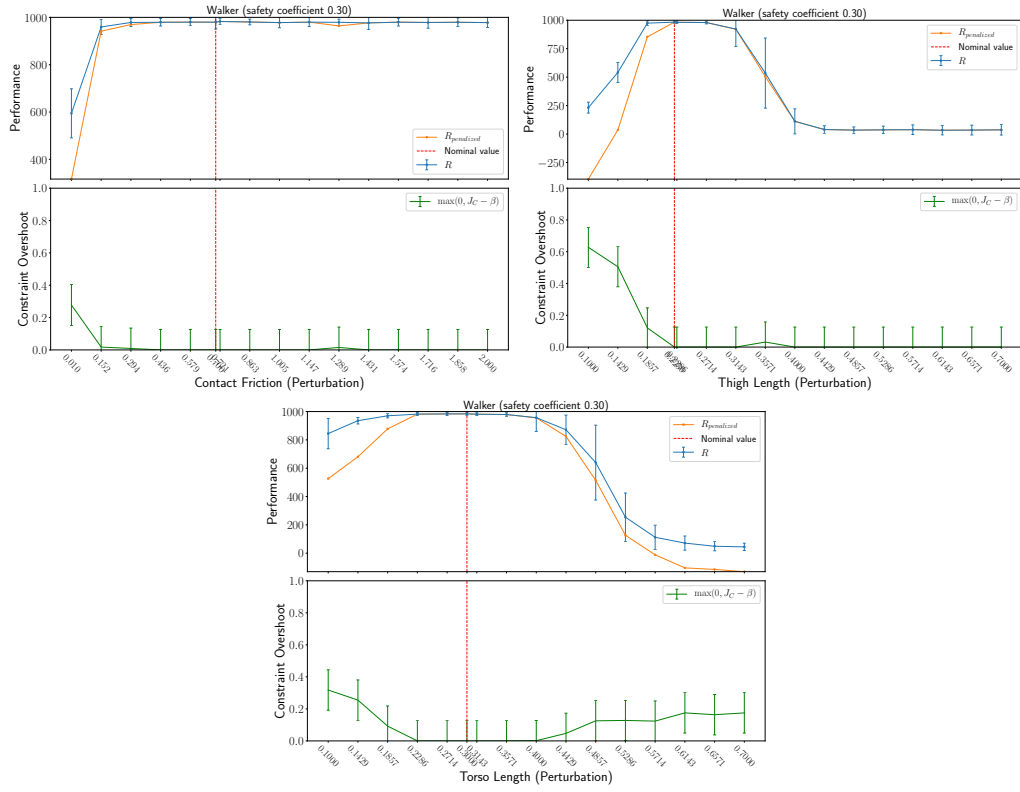 Walker (safety coefficient 0.30)
Performance
1000
800
600
400
R_penalized
Nominal value
R
Constraint Overshoot
1.0
0.8
0.6
0.4
0.2
0.0
max(0, J_C − β)
0.010 0.152 0.294 0.436 0.579 0.863 1.005 1.147 1.289 1.431 1.574 1.716 1.858 2.000
Contact Friction (Perturbation)
Walker (safety coefficient 0.30)
Performance
1000
750
500
250
0
−250
R_penalized
Nominal value
R
Constraint Overshoot
1.0
0.8
0.6
0.4
0.2
0.0
max(0, J_C − β)
0.1000 0.1429 0.1857 0.2714 0.3143 0.3571 0.4000 0.4429 0.4857 0.5286 0.5714 0.6143 0.6571 0.7000
Thigh Length (Perturbation)
Walker (safety coefficient 0.30)
Performance
1000
800
600
400
200
0
R_penalized
Nominal value
R
Constraint Overshoot
1.0
0.8
0.6
0.4
0.2
0.0
max(0, J_C − β)
0.1000 0.1429 0.1857 0.2286 0.2714 0.3000 0.3143 0.3571 0.4000 0.4429 0.4857 0.5286 0.5714 0.6143 0.6571 0.7000
Torso Length (Perturbation)